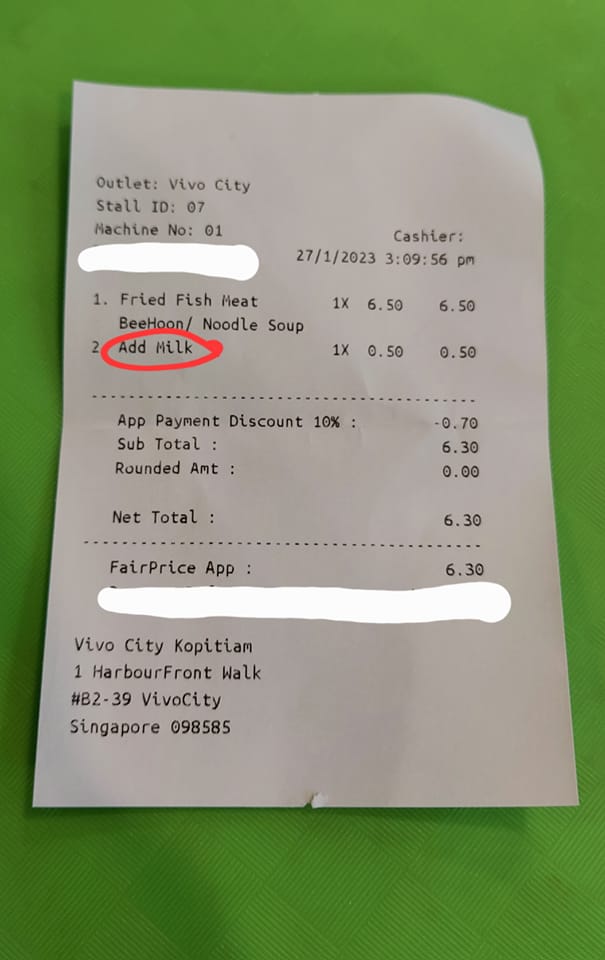 Outlet: Vivo City
Stall ID: 07
Machine No: 01
Cashier:
27/1/2023 3:09:56 pm
1. Fried Fish Meat 1X 6.50 6.50
BeeHoon/ Noodle Soup
2 Add Milk 1X 0.50 0.50
App Payment Discount 10% : -0.70
Sub Total : 6.30
Rounded Amt : 0.00
Net Total : 6.30
FairPrice App : 6.30
Vivo City Kopitiam
1 HarbourFront Walk
#B2-39 VivoCity
Singapore 098585